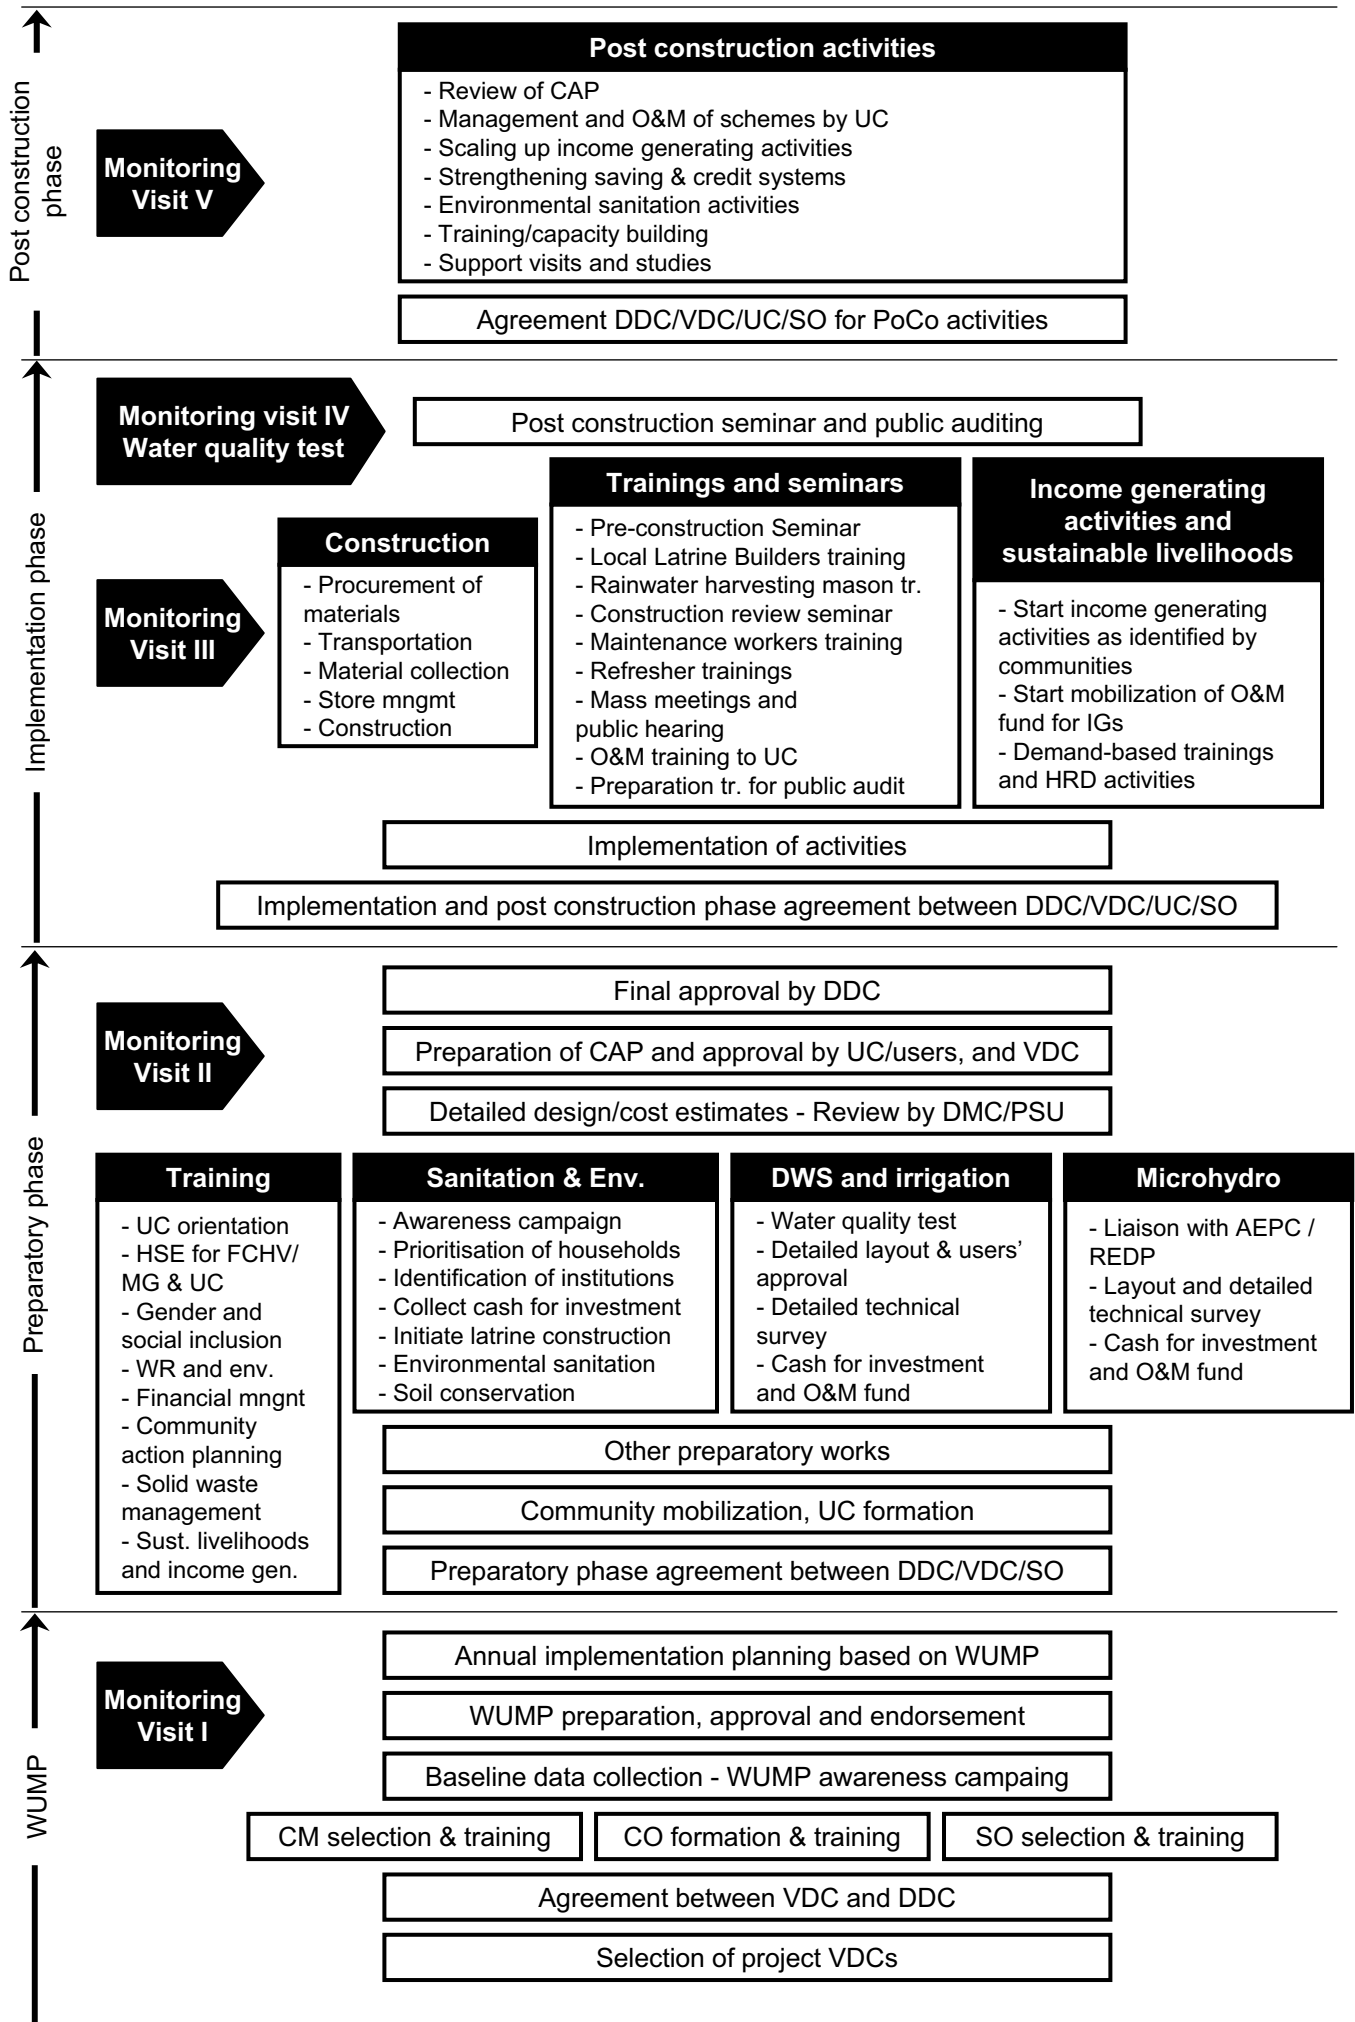 Post construction
phase
Monitoring
Visit V
Post construction activities
- Review of CAP
- Management and O&M of schemes by UC
- Scaling up income generating activities
- Strengthening saving & credit systems
- Environmental sanitation activities
- Training/capacity building
- Support visits and studies
Agreement DDC/VDC/UC/SO for PoCo activities
Implementation phase
Monitoring visit IV
Water quality test
Post construction seminar and public auditing
Monitoring
Visit III
Construction
- Procurement of
materials
- Transportation
- Material collection
- Store mngmt
- Construction
Trainings and seminars
- Pre-construction Seminar
- Local Latrine Builders training
- Rainwater harvesting mason tr.
- Construction review seminar
- Maintenance workers training
- Refresher trainings
- Mass meetings and
public hearing
- O&M training to UC
- Preparation tr. for public audit
Income generating
activities and
sustainable livelihoods
- Start income generating
activities as identified by
communities
- Start mobilization of O&M
fund for IGs
- Demand-based trainings
and HRD activities
Implementation of activities
Implementation and post construction phase agreement between DDC/VDC/UC/SO
Preparatory phase
Monitoring
Visit II
Final approval by DDC
Preparation of CAP and approval by UC/users, and VDC
Detailed design/cost estimates - Review by DMC/PSU
Training
- UC orientation
- HSE for FCHV/
MG & UC
- Gender and
social inclusion
- WR and env.
- Financial mngnt
- Community
action planning
- Solid waste
management
- Sust. livelihoods
and income gen.
Sanitation & Env.
- Awareness campaign
- Prioritisation of households
- Identification of institutions
- Collect cash for investment
- Initiate latrine construction
- Environmental sanitation
- Soil conservation
DWS and irrigation
- Water quality test
- Detailed layout & users’
approval
- Detailed technical
survey
- Cash for investment
and O&M fund
Microhydro
- Liaison with AEPC /
REDP
- Layout and detailed
technical survey
- Cash for investment
and O&M fund
Other preparatory works
Community mobilization, UC formation
Preparatory phase agreement between DDC/VDC/SO
WUMP
Monitoring
Visit I
Annual implementation planning based on WUMP
WUMP preparation, approval and endorsement
Baseline data collection - WUMP awareness campaing
CM selection & training
CO formation & training
SO selection & training
Agreement between VDC and DDC
Selection of project VDCs